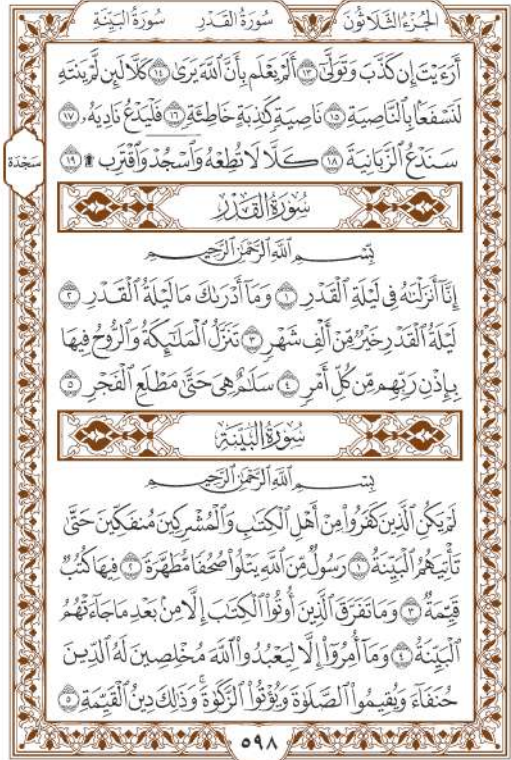 الجُزْءُ الثَّلَاثُونَ سُورَةُ القَدْرِ سُورَةُ البَيِّنَةِ
أَرَءَيْتَ إِن كَذَّبَ وَتَوَلَّىٰٓ ١٣ أَلَمْ يَعْلَم بِأَنَّ ٱللَّهَ يَرَىٰ ١٤ كَلَّا لَئِن لَّمْ يَنتَهِ
لَنَسْفَعًۢا بِٱلنَّاصِيَةِ ١٥ نَاصِيَةٍ كَٰذِبَةٍ خَاطِئَةٍ ١٦ فَلْيَدْعُ نَادِيَهُۥ ١٧
سَنَدْعُ ٱلزَّبَانِيَةَ ١٨ كَلَّا لَا تُطِعْهُ وَٱسْجُدْ وَٱقْتَرِب ۩ ١٩
سَجْدَة
سُورَةُ القَدْرِ
بِسْمِ ٱللَّهِ ٱلرَّحْمَٰنِ ٱلرَّحِيمِ
إِنَّآ أَنزَلْنَٰهُ فِى لَيْلَةِ ٱلْقَدْرِ ١ وَمَآ أَدْرَىٰكَ مَا لَيْلَةُ ٱلْقَدْرِ ٢
لَيْلَةُ ٱلْقَدْرِ خَيْرٌ مِّنْ أَلْفِ شَهْرٍ ٣ تَنَزَّلُ ٱلْمَلَٰٓئِكَةُ وَٱلرُّوحُ فِيهَا
بِإِذْنِ رَبِّهِم مِّن كُلِّ أَمْرٍ ٤ سَلَٰمٌ هِىَ حَتَّىٰ مَطْلَعِ ٱلْفَجْرِ ٥
سُورَةُ البَيِّنَةِ
بِسْمِ ٱللَّهِ ٱلرَّحْمَٰنِ ٱلرَّحِيمِ
لَمْ يَكُنِ ٱلَّذِينَ كَفَرُوا۟ مِنْ أَهْلِ ٱلْكِتَٰبِ وَٱلْمُشْرِكِينَ مُنفَكِّينَ حَتَّىٰ
تَأْتِيَهُمُ ٱلْبَيِّنَةُ ١ رَسُولٌ مِّنَ ٱللَّهِ يَتْلُوا۟ صُحُفًا مُّطَهَّرَةً ٢ فِيهَا كُتُبٌ
قَيِّمَةٌ ٣ وَمَا تَفَرَّقَ ٱلَّذِينَ أُوتُوا۟ ٱلْكِتَٰبَ إِلَّا مِنۢ بَعْدِ مَا جَآءَتْهُمُ
ٱلْبَيِّنَةُ ٤ وَمَآ أُمِرُوٓا۟ إِلَّا لِيَعْبُدُوا۟ ٱللَّهَ مُخْلِصِينَ لَهُ ٱلدِّينَ
حُنَفَآءَ وَيُقِيمُوا۟ ٱلصَّلَوٰةَ وَيُؤْتُوا۟ ٱلزَّكَوٰةَ ۚ وَذَٰلِكَ دِينُ ٱلْقَيِّمَةِ ٥
٥٩٨